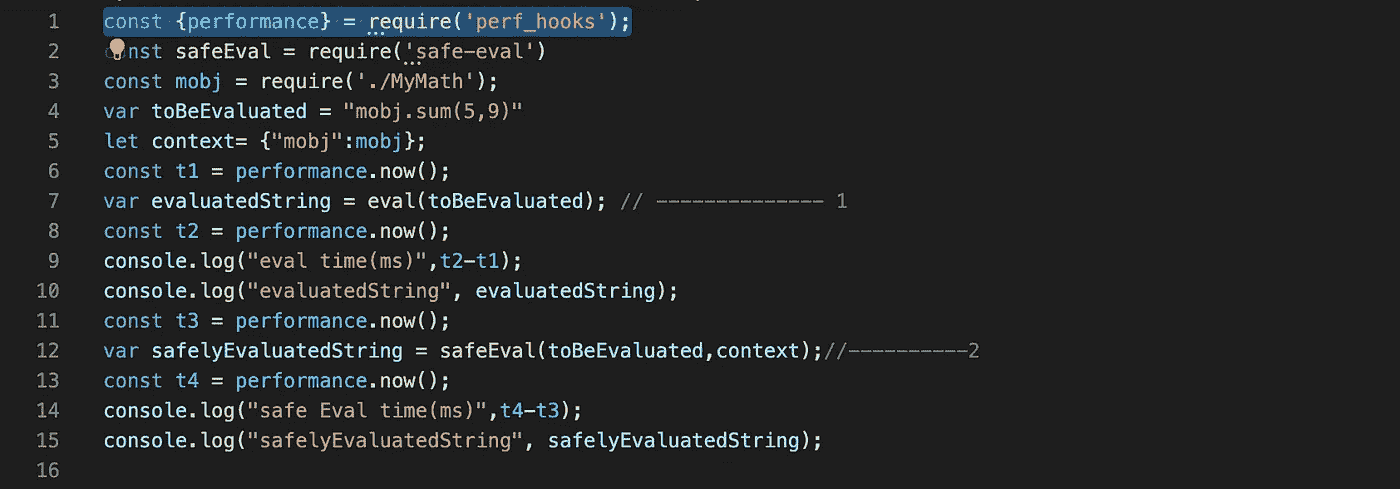 1 const {performance} = require('perf_hooks');
2 const safeEval = require('safe-eval')
3 const mobj = require('./MyMath');
4 var toBeEvaluated = "mobj.sum(5,9)"
5 let context= {"mobj":mobj};
6 const t1 = performance.now();
7 var evaluatedString = eval(toBeEvaluated); // -------------- 1
8 const t2 = performance.now();
9 console.log("eval time(ms)",t2-t1);
10 console.log("evaluatedString", evaluatedString);
11 const t3 = performance.now();
12 var safelyEvaluatedString = safeEval(toBeEvaluated,context);//----------2
13 const t4 = performance.now();
14 console.log("safe Eval time(ms)",t4-t3);
15 console.log("safelyEvaluatedString", safelyEvaluatedString);
16